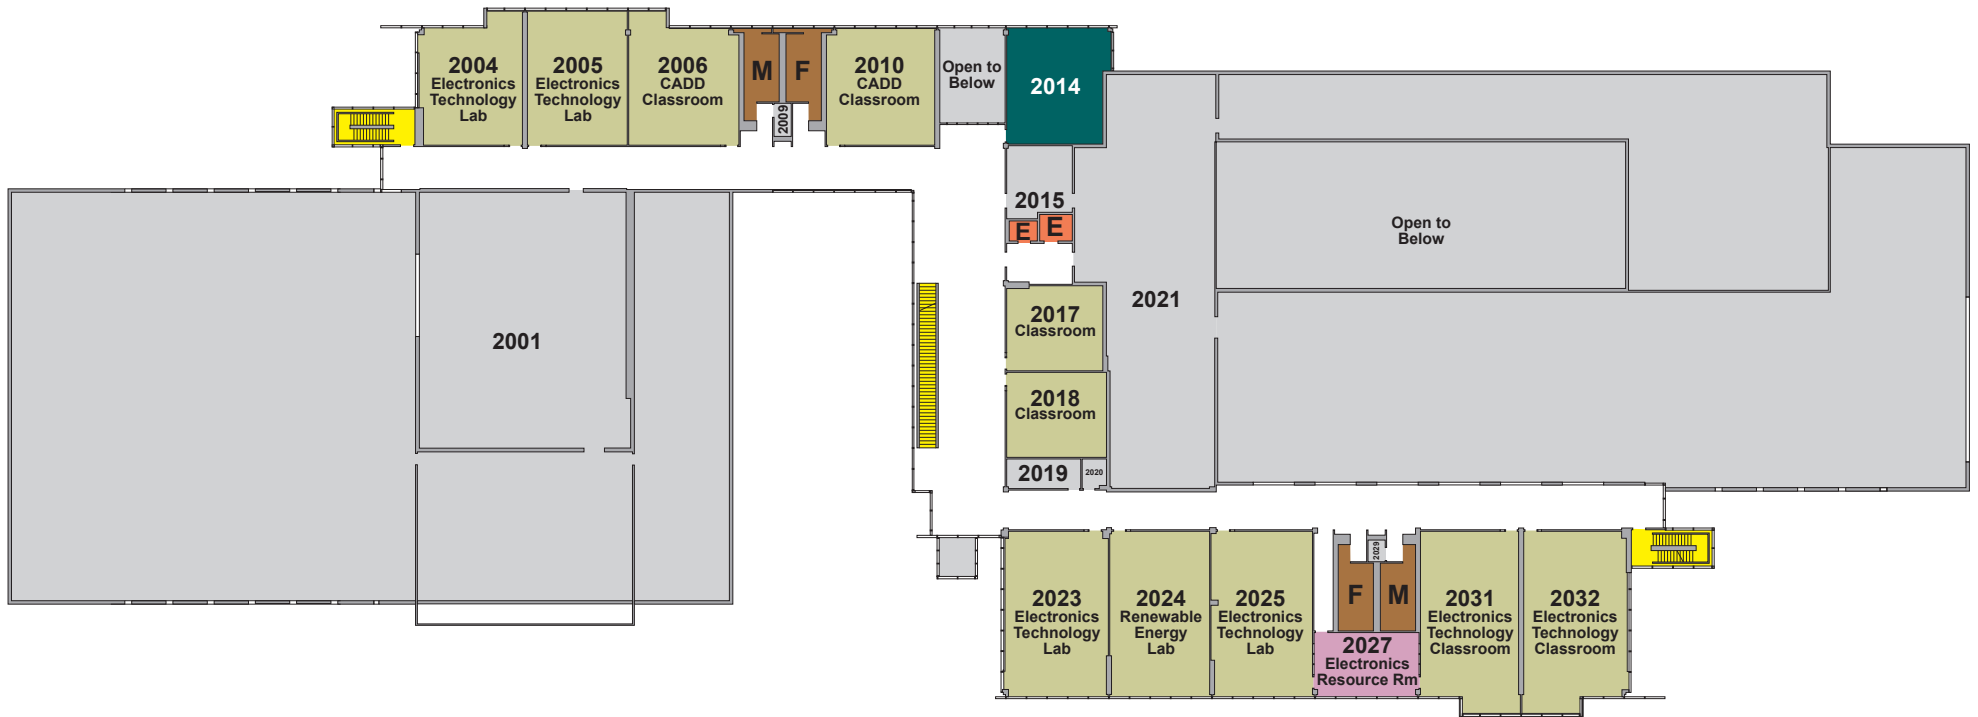 2004
Electronics
Technology
Lab
2005
Electronics
Technology
Lab
2006
CADD
Classroom
M
F
2009
2010
CADD
Classroom
Open to
Below
2014
2015
E
E
Open to
Below
2001
2021
2017
Classroom
2018
Classroom
2019
2020
2023
Electronics
Technology
Lab
2024
Renewable
Energy
Lab
2025
Electronics
Technology
Lab
2029
F
M
2027
Electronics
Resource Rm
2031
Electronics
Technology
Classroom
2032
Electronics
Technology
Classroom